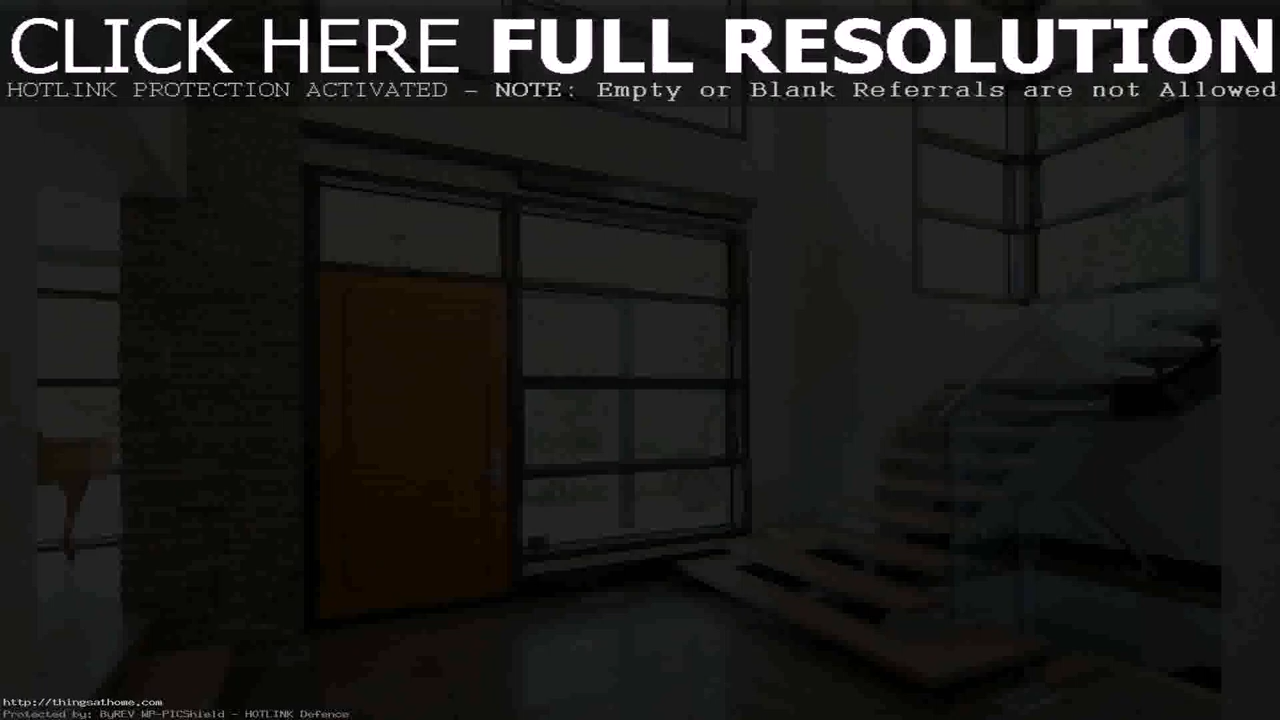 CLICK HERE FULL RESOLUTION
HOTLINK PROTECTION ACTIVATED - NOTE: Empty or Blank Referrals are not Allowed
http://thingsathome.com
Protected by: ByREV WP-PICShield - HOTLINK Defence